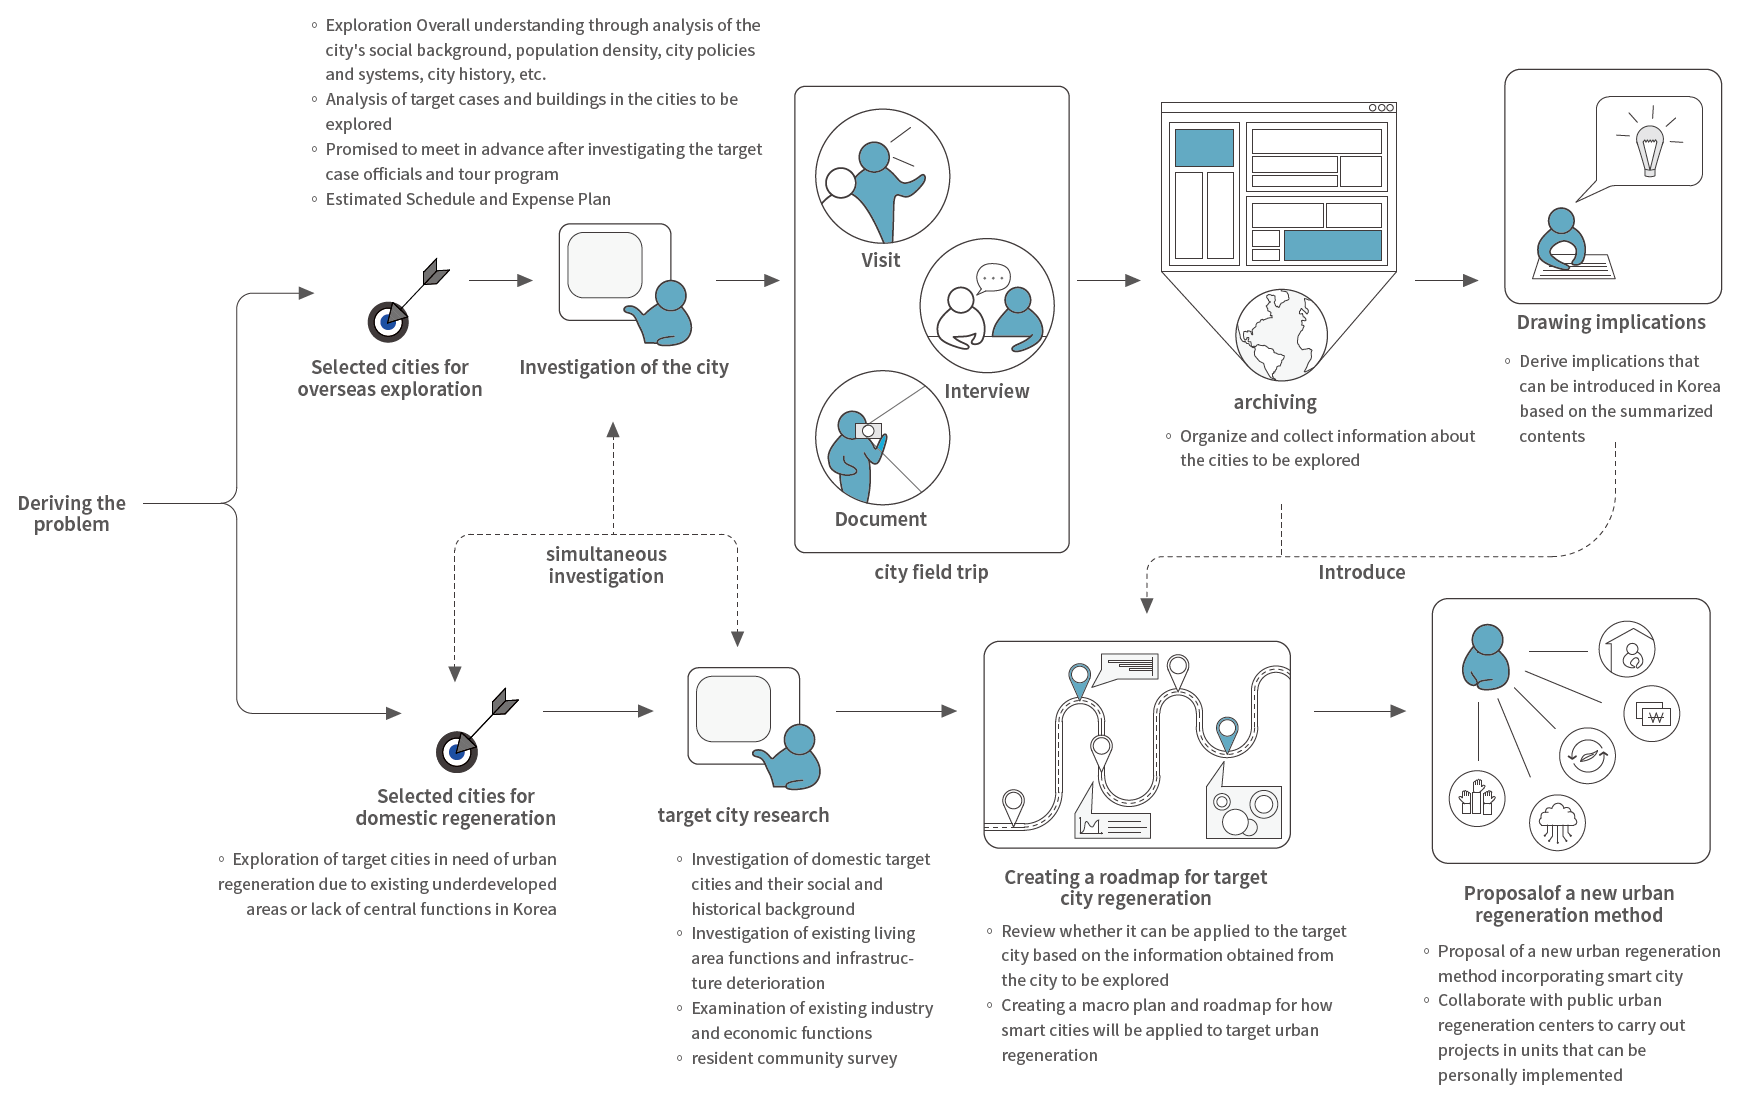 ◦ Exploration Overall understanding through analysis of the
city's social background, population density, city policies
and systems, city history, etc.
◦ Analysis of target cases and buildings in the cities to be
explored
◦ Promised to meet in advance after investigating the target
case officials and tour program
◦ Estimated Schedule and Expense Plan
Selected cities for
overseas exploration
Investigation of the city
Visit
Interview
Document
city field trip
archiving
◦ Organize and collect information about
the cities to be explored
Drawing implications
◦ Derive implications that
can be introduced in Korea
based on the summarized
contents
Deriving the
problem
simultaneous
investigation
Introduce
Selected cities for
domestic regeneration
◦ Exploration of target cities in need of urban
regeneration due to existing underdeveloped
areas or lack of central functions in Korea
target city research
◦ Investigation of domestic target
cities and their social and
historical background
◦ Investigation of existing living
area functions and infrastruc-
ture deterioration
◦ Examination of existing industry
and economic functions
◦ resident community survey
Creating a roadmap for target
city regeneration
◦ Review whether it can be applied to the target
city based on the information obtained from
the city to be explored
◦ Creating a macro plan and roadmap for how
smart cities will be applied to target urban
regeneration
₩
Proposalof a new urban
regeneration method
◦ Proposal of a new urban regeneration
method incorporating smart city
◦ Collaborate with public urban
regeneration centers to carry out
projects in units that can be
personally implemented